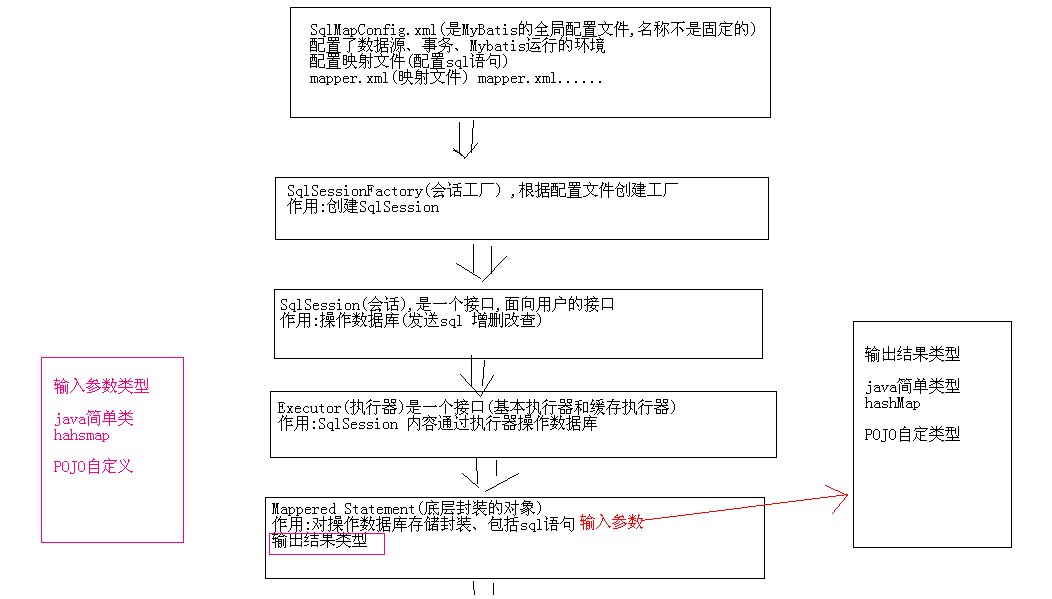 SqlMapConfig.xml(是MyBatis的全局配置文件,名称不是固定的)
配置了数据源、事务、Mybatis运行的环境
配置映射文件(配置sql语句)
mapper.xml(映射文件) mapper.xml......
SqlSessionFactory(会话工厂) ,根据配置文件创建工厂
作用:创建SqlSession
SqlSession(会话),是一个接口,面向用户的接口
作用:操作数据库(发送sql 增删改查)
Executor(执行器)是一个接口(基本执行器和缓存执行器)
作用:SqlSession 内容通过执行器操作数据库
Mappered Statement(底层封装的对象)
作用:对操作数据库存储封装、包括sql语句 输入参数
输出结果类型
输入参数类型
java简单类
hahsmap
POJO自定义
输出结果类型
java简单类型
hashMap
POJO自定类型